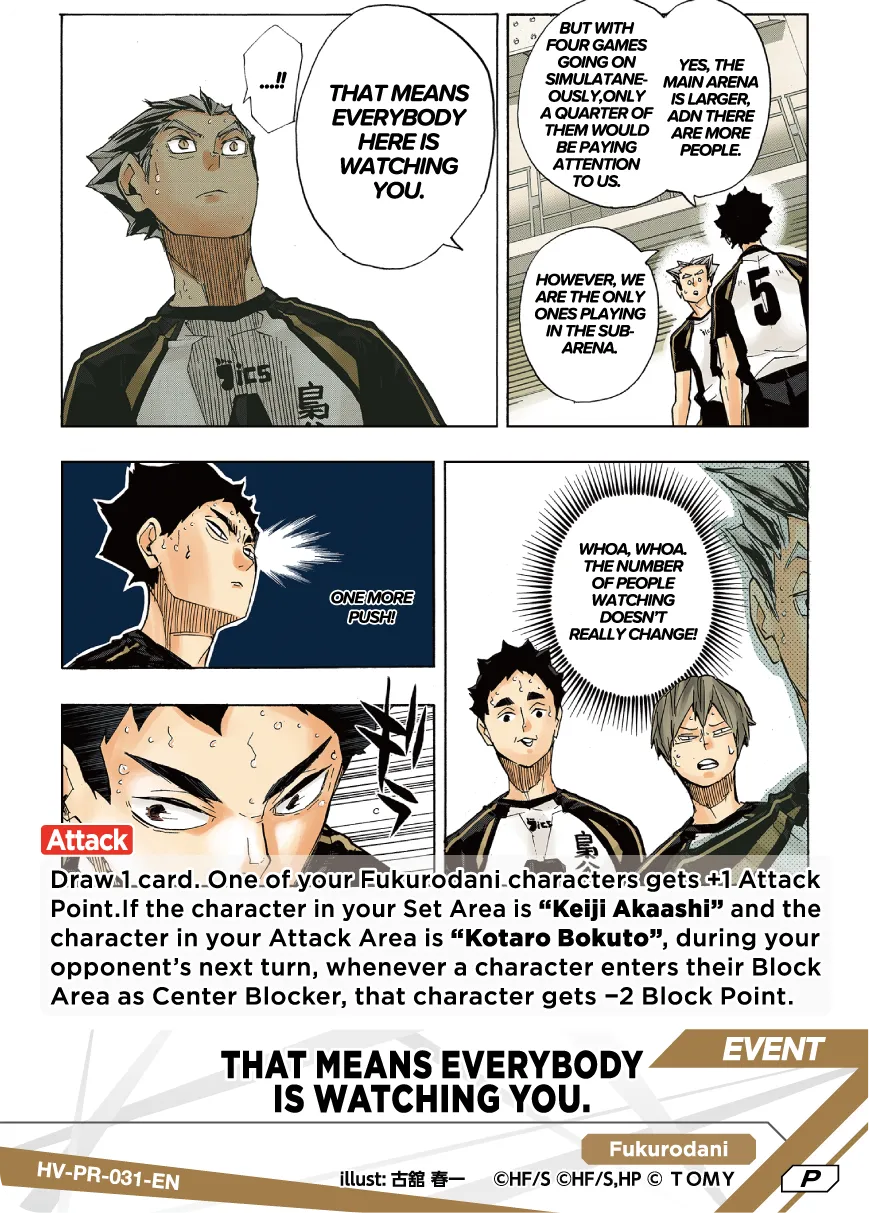 YES, THE
MAIN ARENA
IS LARGER,
ADN THERE
ARE MORE
PEOPLE.
BUT WITH
FOUR GAMES
GOING ON
SIMULATANE-
OUSLY,ONLY
A QUARTER OF
THEM WOULD
BE PAYING
ATTENTION
TO US.
HOWEVER, WE
ARE THE ONLY
ONES PLAYING
IN THE SUB-
ARENA.
5
THAT MEANS
EVERYBODY
HERE IS
WATCHING
YOU.
....!!
ics
梟
谷
WHOA, WHOA.
THE NUMBER
OF PEOPLE
WATCHING
DOESN'T
REALLY CHANGE!
ics
梟
谷
ONE MORE
PUSH!
Attack
Draw 1 card. One of your Fukurodani characters gets +1 Attack
Point.If the character in your Set Area is “Keiji Akaashi” and the
character in your Attack Area is “Kotaro Bokuto”, during your
opponent’s next turn, whenever a character enters their Block
Area as Center Blocker, that character gets −2 Block Point.
EVENT
THAT MEANS EVERYBODY
IS WATCHING YOU.
Fukurodani
HV-PR-031-EN
illust: 古舘 春一 ©HF/S ©HF/S,HP © TOMY
P